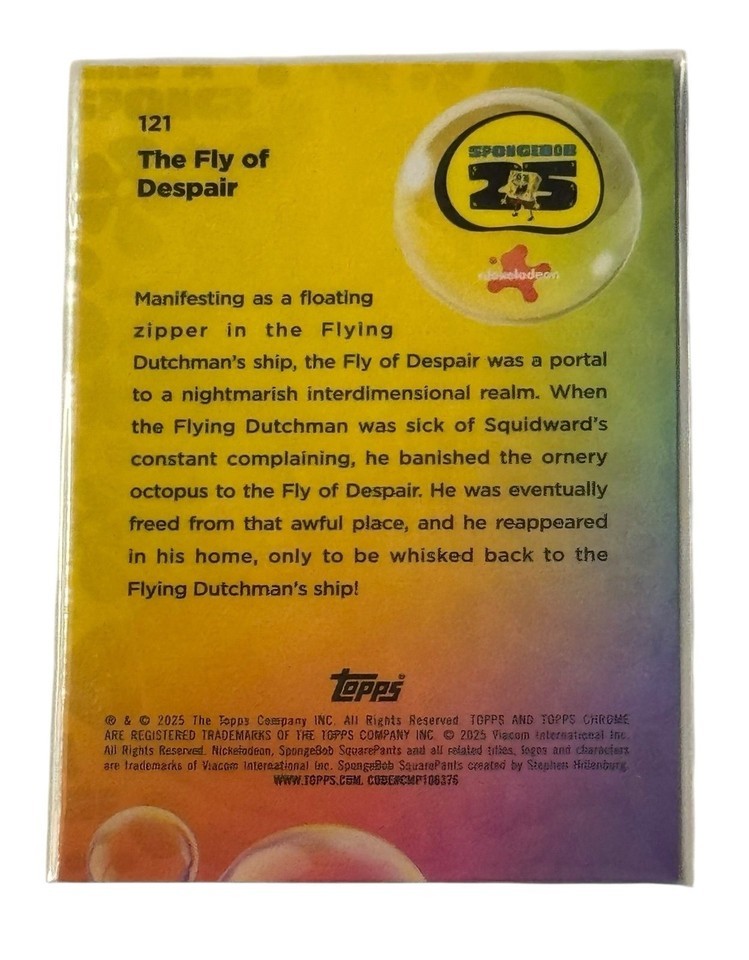 121
The Fly of
Despair
SPONGEBOB
25
nickelodeon
Manifesting as a floating
zipper in the Flying
Dutchman's ship, the Fly of Despair was a portal
to a nightmarish interdimensional realm. When
the Flying Dutchman was sick of Squidward's
constant complaining, he banished the ornery
octopus to the Fly of Despair. He was eventually
freed from that awful place, and he reappeared
in his home, only to be whisked back to the
Flying Dutchman's ship!
Topps®
® & © 2025 The Topps Company INC. All Rights Reserved. TOPPS AND TOPPS CHROME
ARE REGISTERED TRADEMARKS OF THE TOPPS COMPANY INC. © 2025 Viacom International Inc.
All Rights Reserved. Nickelodeon, SpongeBob SquarePants and all related titles, logos and characters
are trademarks of Viacom International Inc. SpongeBob SquarePants created by Stephen Hillenburg.
WWW.TOPPS.COM. CODE#CMP106376